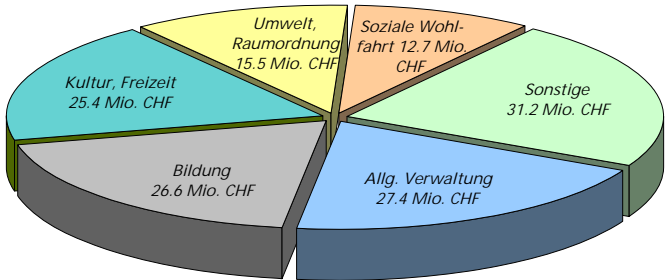 Umwelt,
Raumordnung
15.5 Mio. CHF
Soziale Wohl-
fahrt 12.7 Mio.
CHF
Kultur, Freizeit
25.4 Mio. CHF
Sonstige
31.2 Mio. CHF
Bildung
26.6 Mio. CHF
Allg. Verwaltung
27.4 Mio. CHF